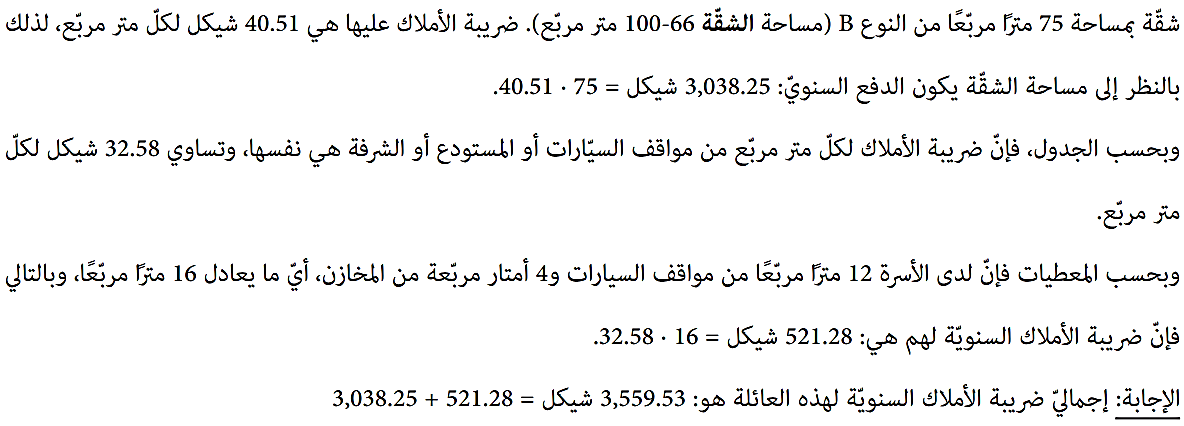 شقّة بمساحة 75 مترًا مربّعًا من النوع B (مساحة الشقّة 66-100 متر مربّع). ضريبة الأملاك عليها هي 40.51 شيكل لكلّ متر مربّع، لذلك
بالنظر إلى مساحة الشقّة يكون الدفع السنويّ: 3,038.25 شيكل = 75 · 40.51.
وبحسب الجدول، فإنّ ضريبة الأملاك لكلّ متر مربّع من مواقف السيّارات أو المستودع أو الشرفة هي نفسها، وتساوي 32.58 شيكل لكلّ
متر مربّع.
وبحسب المعطيات فإنّ لدى الأسرة 12 مترًا مربّعًا من مواقف السيارات و4 أمتار مربّعة من المخازن، أيّ ما يعادل 16 مترًا مربّعًا، وبالتالي
فإنّ ضريبة الأملاك السنويّة لهم هي: 521.28 شيكل = 16 · 32.58.
الإجابة: إجماليّ ضريبة الأملاك السنويّة لهذه العائلة هو: 3,559.53 شيكل = 521.28 + 3,038.25